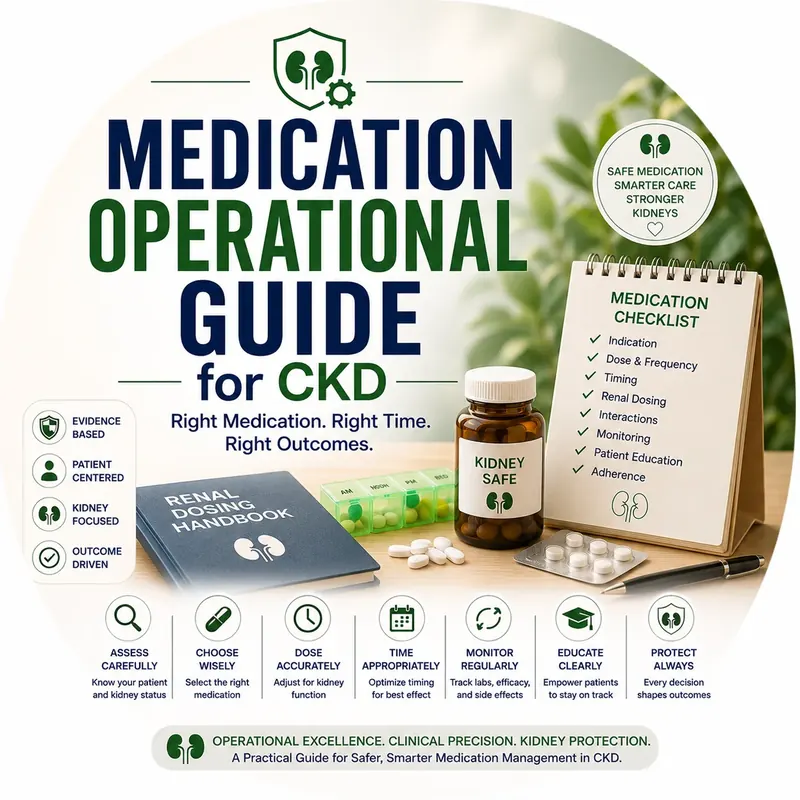 MEDICATION
OPERATIONAL
GUIDE
for CKD
Right Medication. Right Time.
Right Outcomes.
SAFE MEDICATION
SMARTER CARE
STRONGER
KIDNEYS
MEDICATION
CHECKLIST
Indication
Dose & Frequency
Timing
Renal Dosing
Interactions
Monitoring
Patient Education
Adherence
EVIDENCE
BASED
PATIENT
CENTERED
KIDNEY
FOCUSED
OUTCOME
DRIVEN
RENAL
DOSING
HANDBOOK
AM
PM
KIDNEY
SAFE
ASSESS
CAREFULLY
Know your patient
and kidney status
CHOOSE
WISELY
Select the right
medication
DOSE
ACCURATELY
Adjust for kidney
function
TIME
APPROPRIATELY
Optimize timing
for best effect
MONITOR
REGULARLY
Track labs, efficacy,
and side effects
EDUCATE
CLEARLY
Empower patients
to stay on track
PROTECT
ALWAYS
Every decision
shapes outcomes
OPERATIONAL EXCELLENCE. CLINICAL PRECISION. KIDNEY PROTECTION.
A Practical Guide for Safer, Smarter Medication Management in CKD.